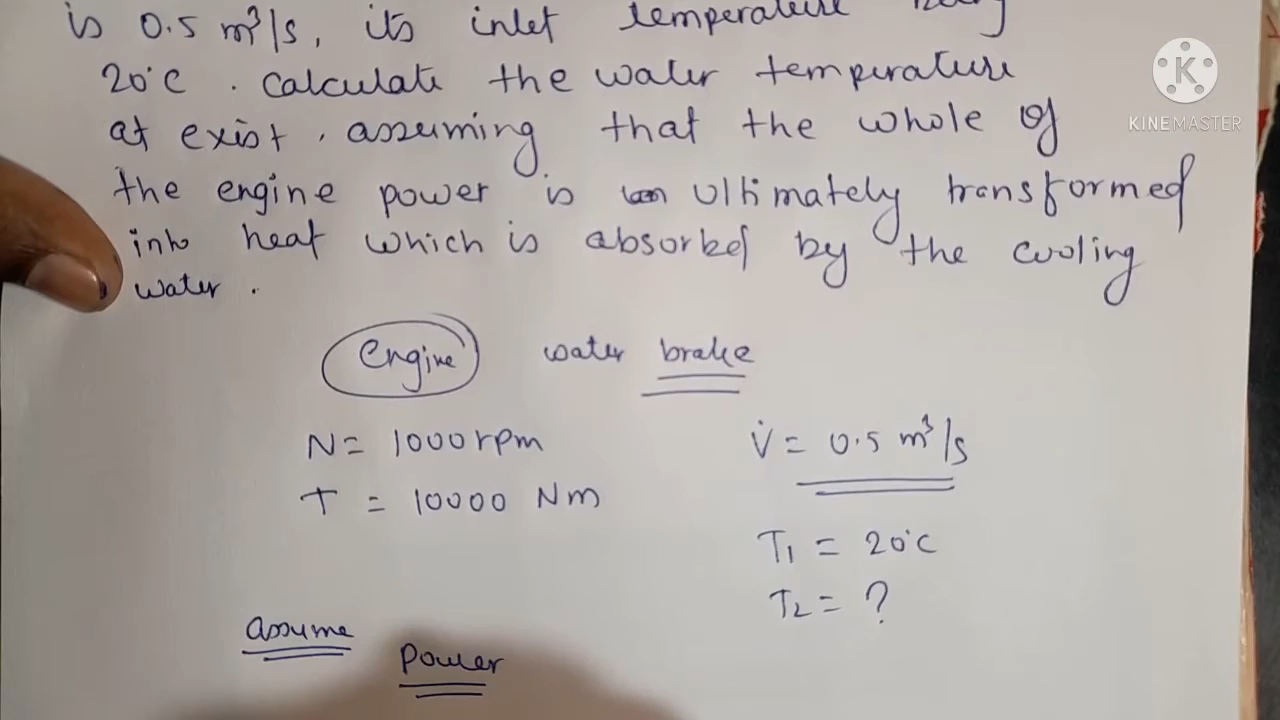 is 0.5 m³/s, its inlet temperature
20°C. Calculate the water temperature
at exist, assuming that the whole of
the engine power is ultimately transformed
into heat which is absorbed by the cooling
water.
K
KINEMASTER
Engine water brake
N = 1000 rpm
T = 10000 Nm
V̇ = 0.5 m³/s
T₁ = 20°C
T₂ = ?
assume
power